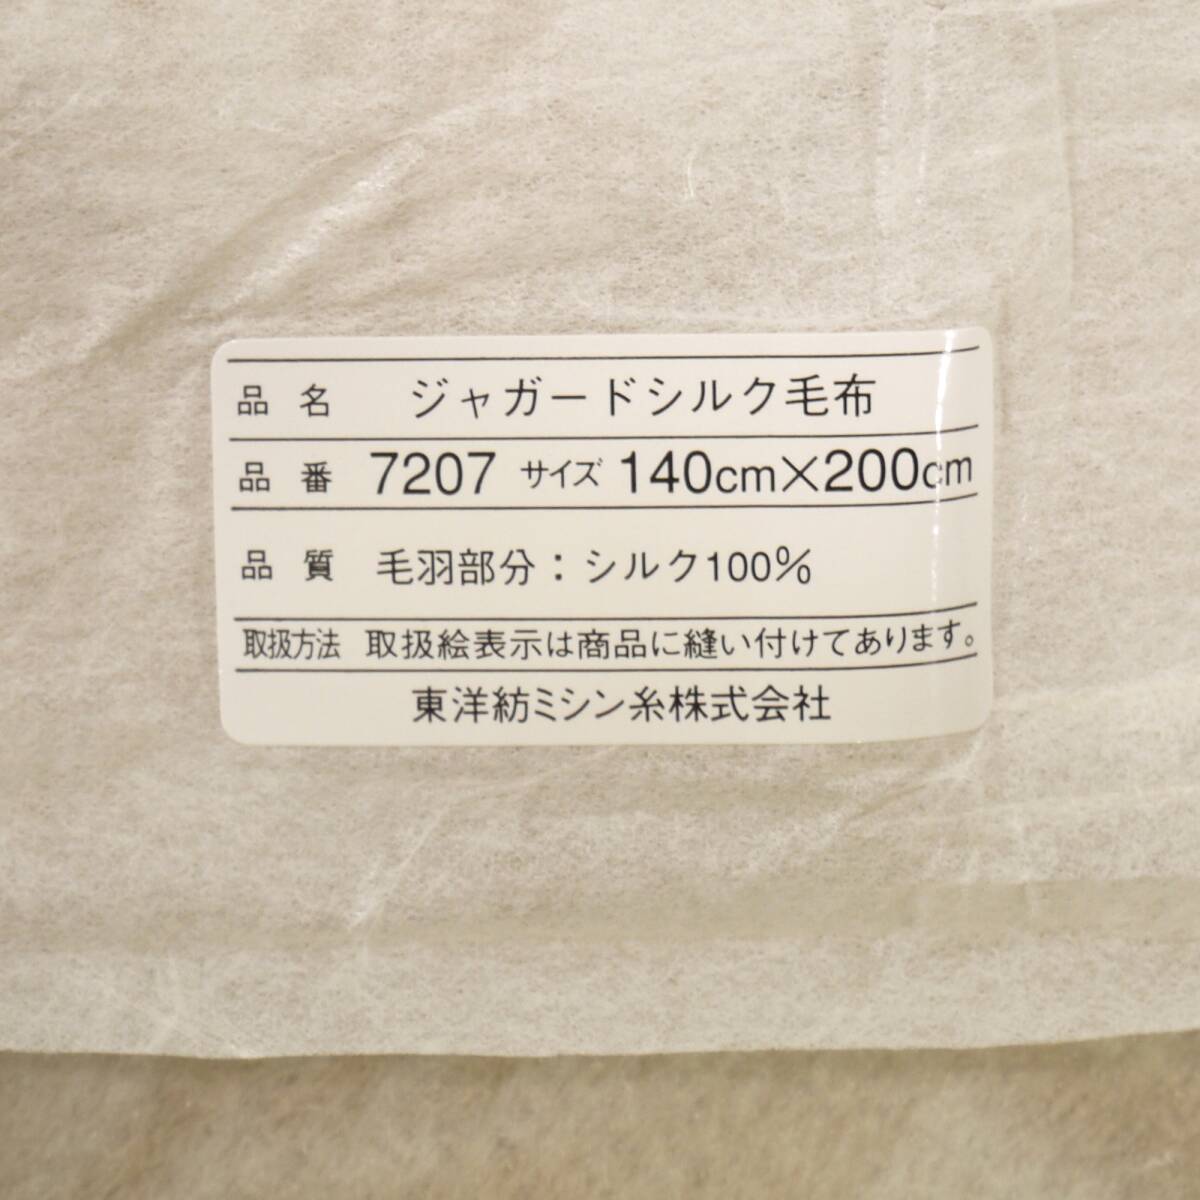 品名 ジャガードシルク毛布
品番 7207 サイズ 140cm×200cm
品質 毛羽部分：シルク100%
取扱方法 取扱絵表示は商品に縫い付けてあります。
東洋紡ミシン糸株式会社